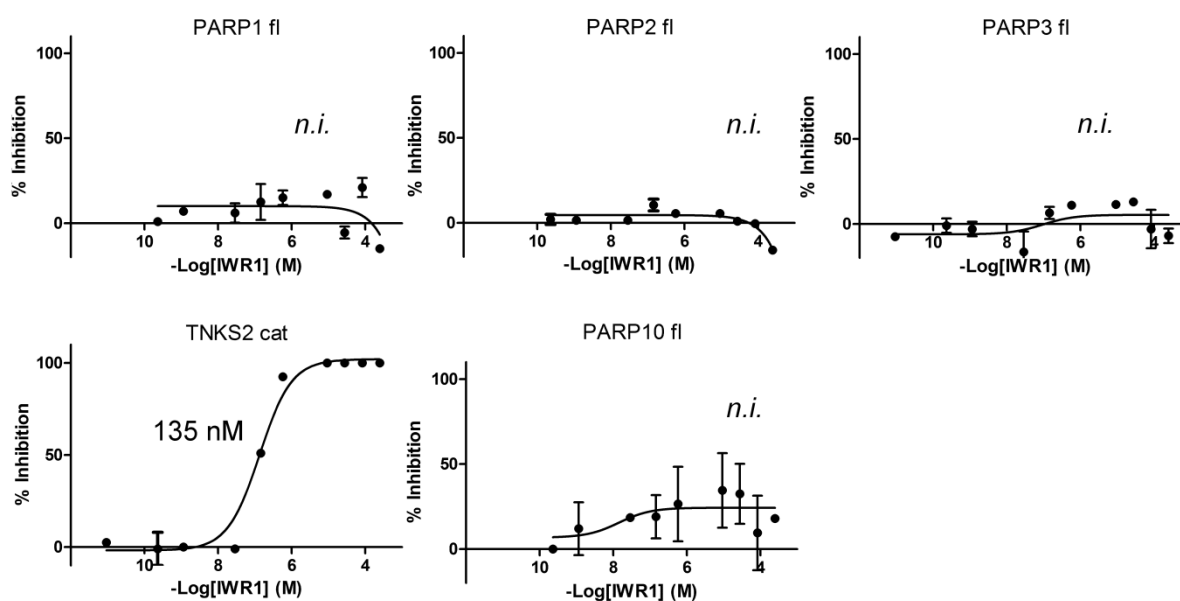 PARP1 fl
100
50
0
% Inhibition
n.i.
10 8 6 4
-Log[IWR1] (M)
PARP2 fl
100
50
0
% Inhibition
n.i.
10 8 6 4
-Log[IWR1] (M)
PARP3 fl
100
50
0
% Inhibition
n.i.
10 8 6 4
-Log[IWR1] (M)
TNKS2 cat
100
50
0
% Inhibition
135 nM
10 8 6 4
-Log[IWR1] (M)
PARP10 fl
100
50
0
% Inhibition
n.i.
10 8 6 4
-Log[IWR1] (M)